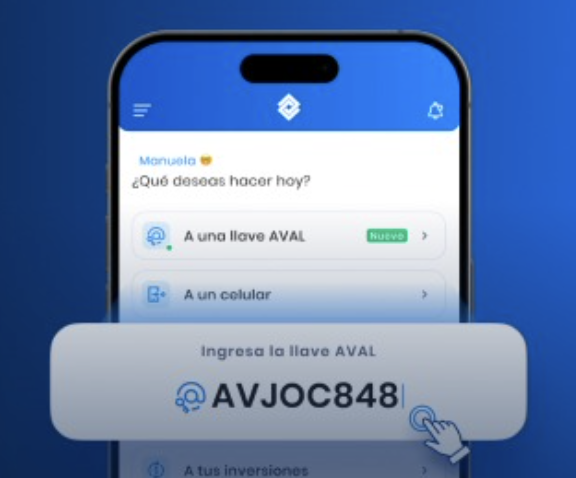 Manuela
¿Qué deseas hacer hoy?
A una llave AVAL Nuevo
A un celular
Ingresa la llave AVAL
@AVJOC848
A tus inversiones